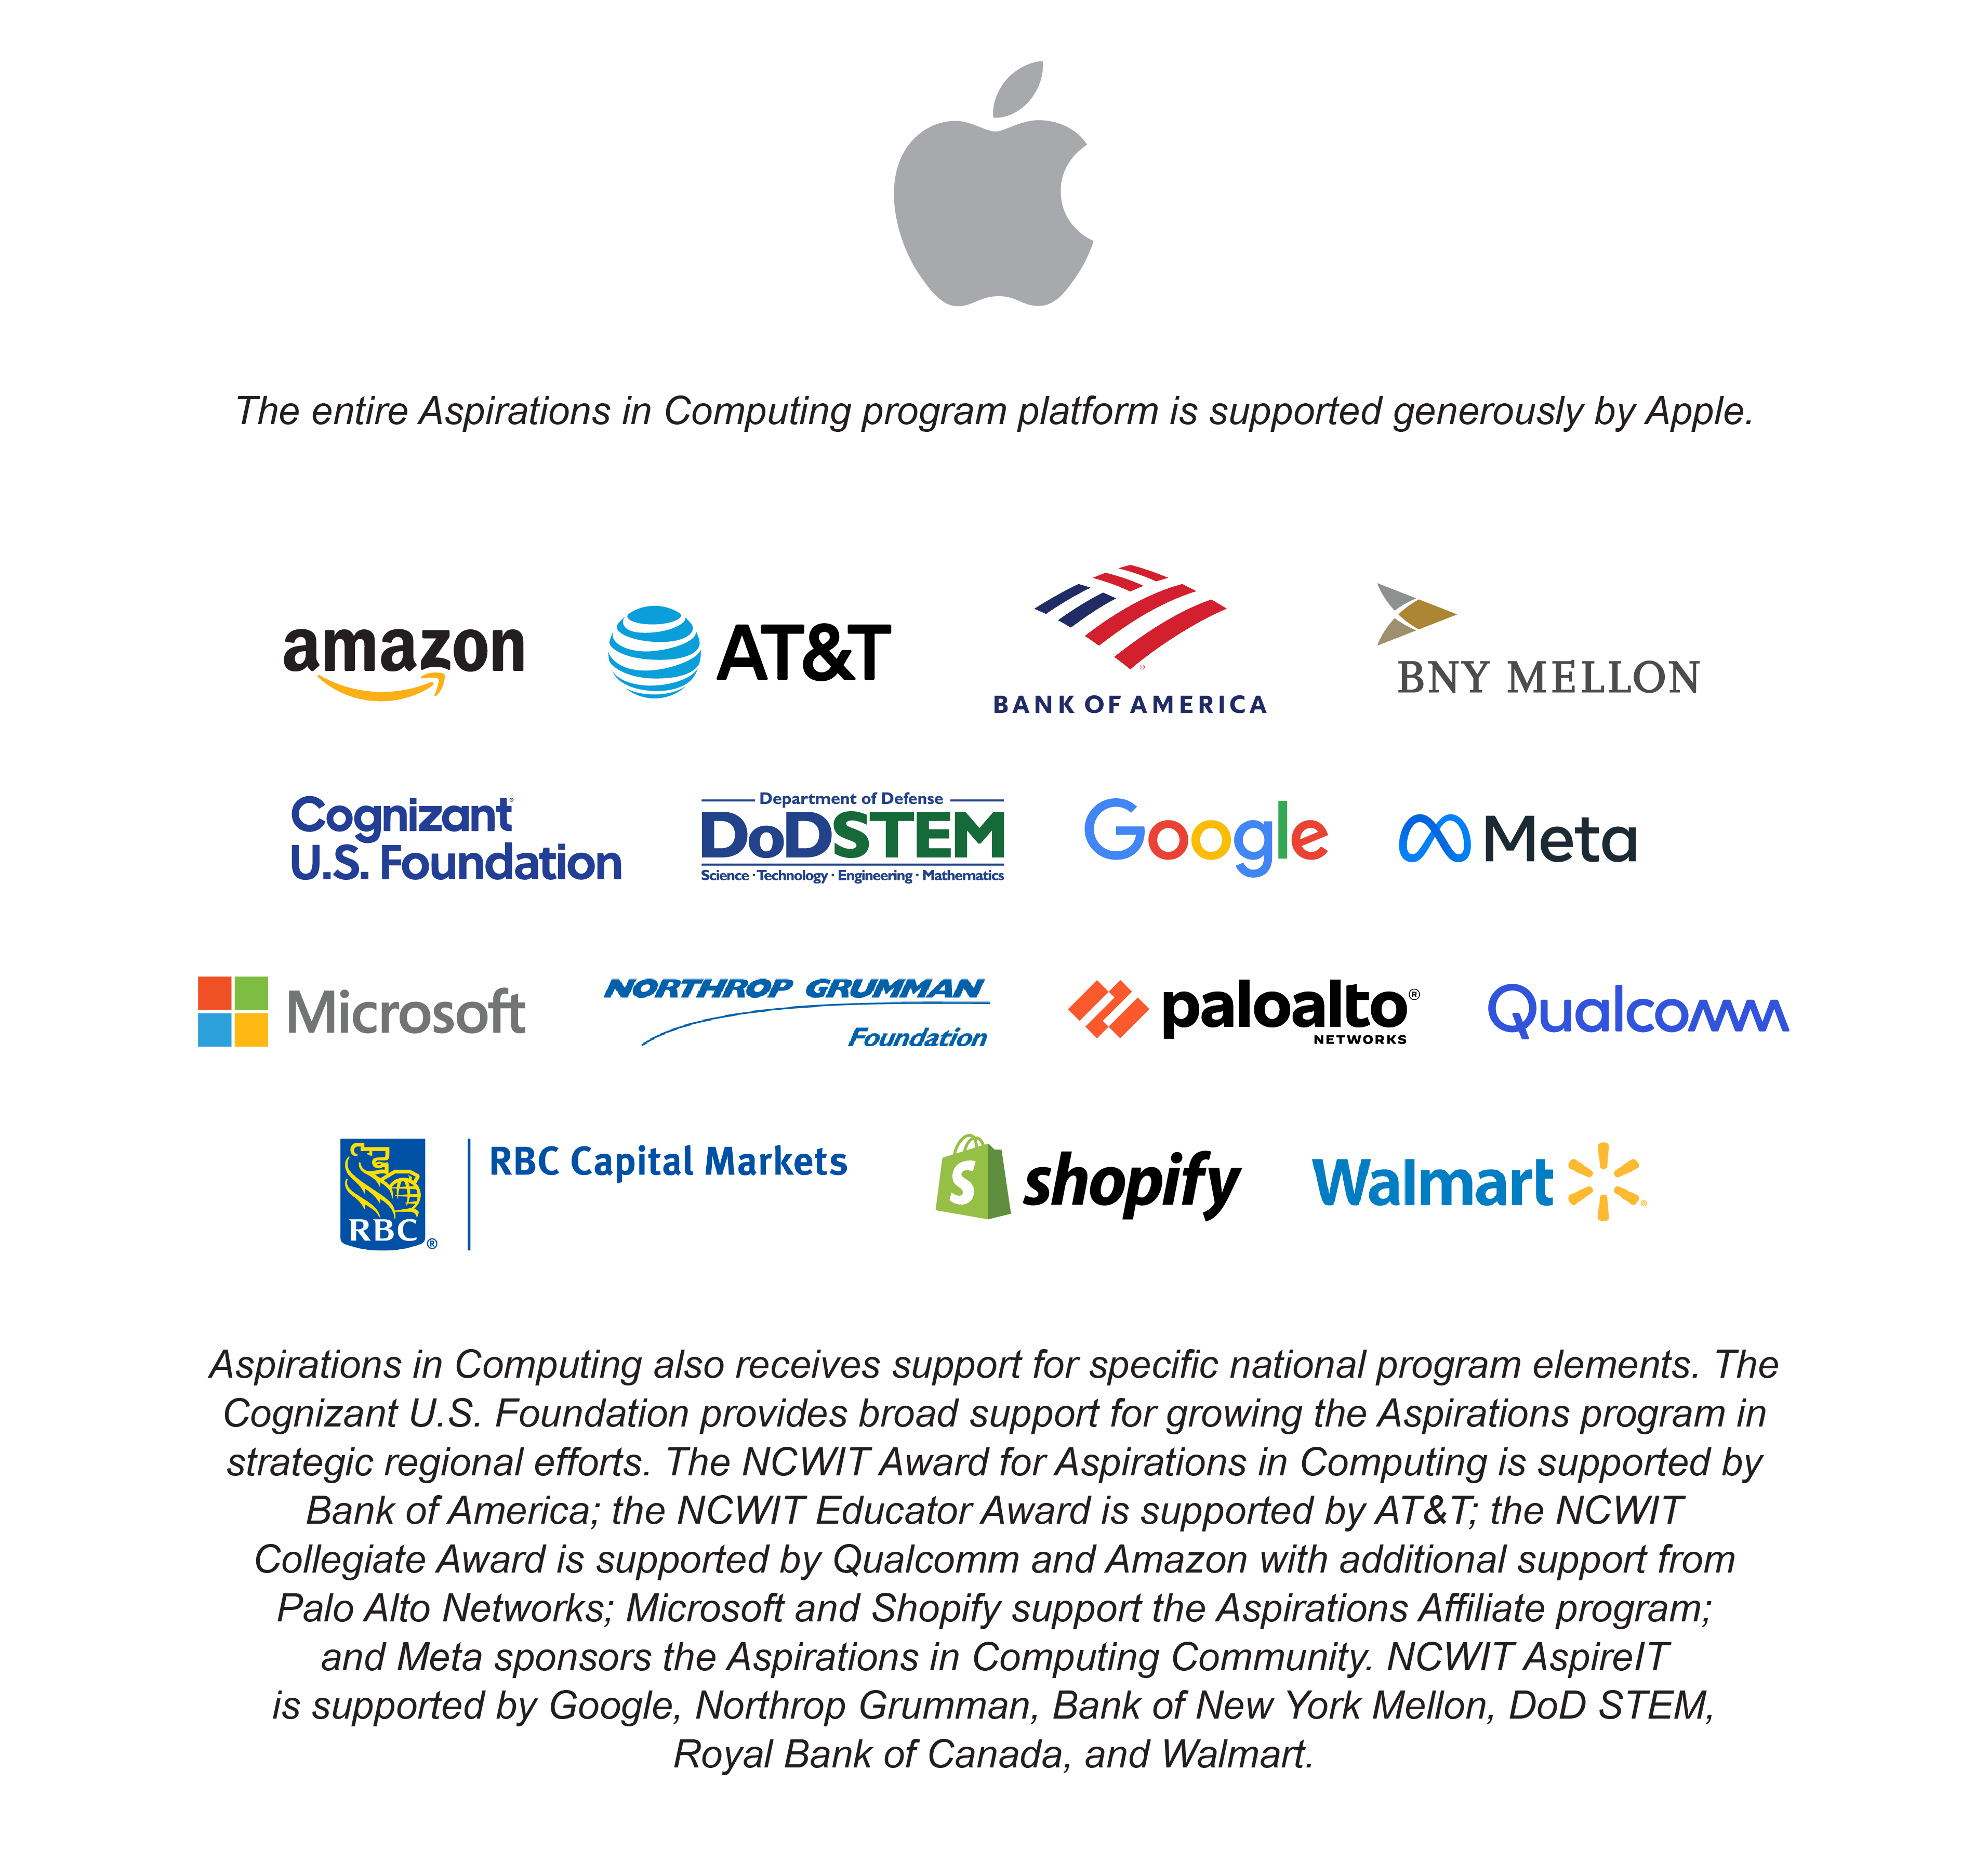 The entire Aspirations in Computing program platform is supported generously by Apple.
amazon
AT&T
BANK OF AMERICA
BNY MELLON
Cognizant
U.S. Foundation
Department of Defense
DoDSTEM
Science · Technology · Engineering · Mathematics
Google
Meta
Microsoft
NORTHROP GRUMMAN
Foundation
paloalto®
NETWORKS
Qualcomm
RBC ®
RBC Capital Markets
S shopify
Walmart ®
Aspirations in Computing also receives support for specific national program elements. The
Cognizant U.S. Foundation provides broad support for growing the Aspirations program in
strategic regional efforts. The NCWIT Award for Aspirations in Computing is supported by
Bank of America; the NCWIT Educator Award is supported by AT&T; the NCWIT
Collegiate Award is supported by Qualcomm and Amazon with additional support from
Palo Alto Networks; Microsoft and Shopify support the Aspirations Affiliate program;
and Meta sponsors the Aspirations in Computing Community. NCWIT AspireIT
is supported by Google, Northrop Grumman, Bank of New York Mellon, DoD STEM,
Royal Bank of Canada, and Walmart.